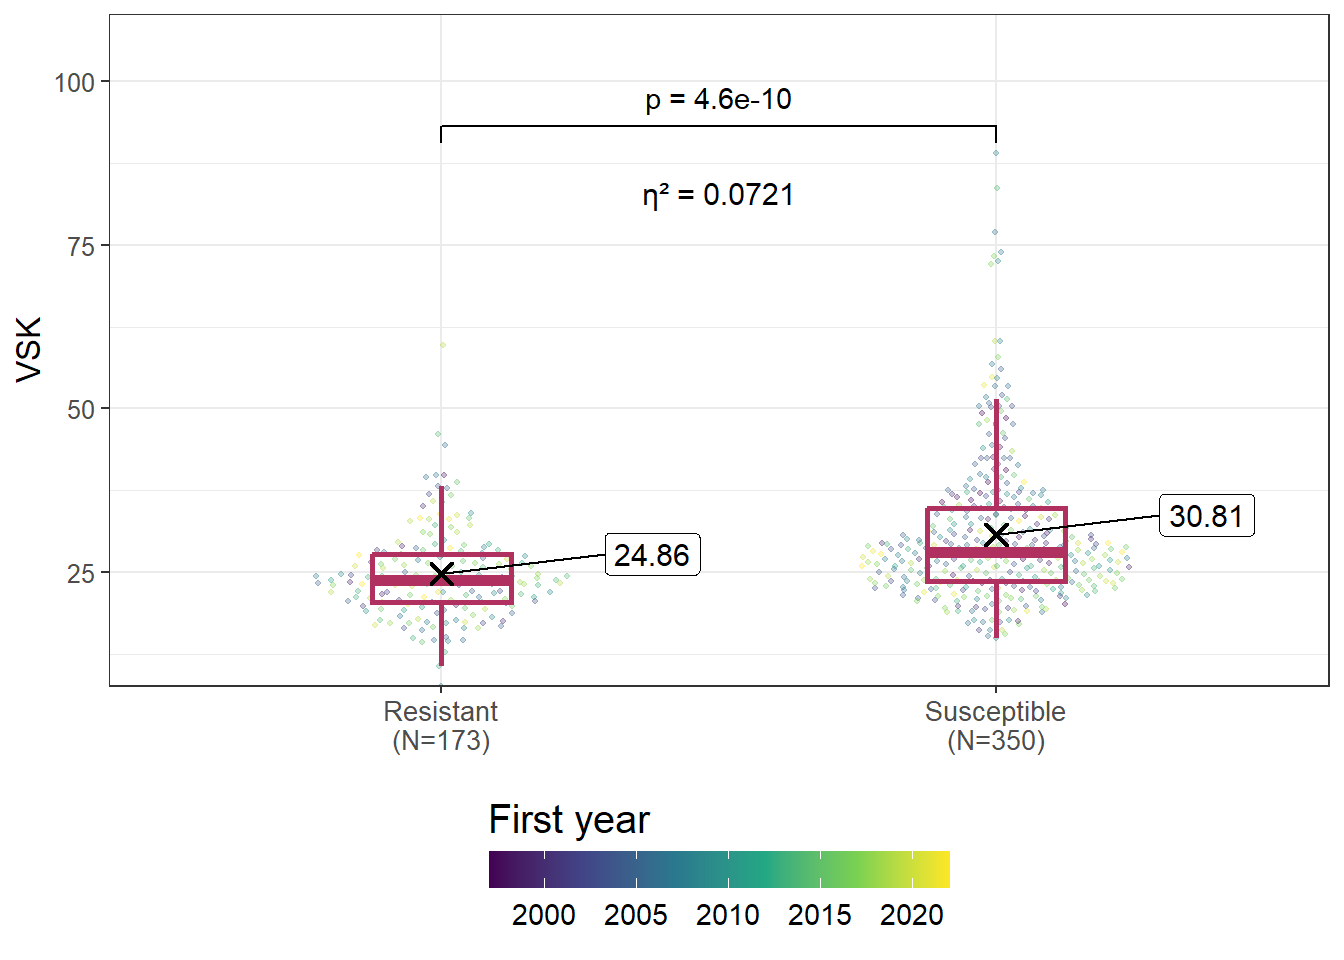 100
p = 4.6e-10
η² = 0.0721
75
VSK
50
30.81
24.86
25
Resistant
(N=173)
Susceptible
(N=350)
First year
2000 2005 2010 2015 2020